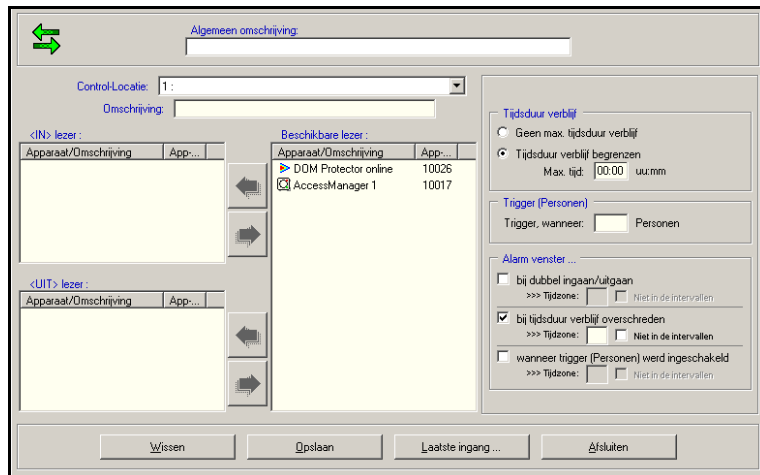 Algemeen omschrijving:
Control-Locatie: 1 :
Omschrijving:
<IN> lezer :
Apparaat/Omschrijving App-...
<UIT> lezer :
Apparaat/Omschrijving App-...
Beschikbare lezer :
Apparaat/Omschrijving App-...
DOM Protector online 10026
AccessManager 1 10017
Tijdsduur verblijf
Geen max. tijdsduur verblijf
Tijdsduur verblijf begrenzen
Max. tijd: 00:00 uu:mm
Trigger (Personen)
Trigger, wanneer: Personen
Alarm venster ...
bij dubbel ingaan/uitgaan
>>> Tijdzone: Niet in de intervallen
bij tijdsduur verblijf overschreden
>>> Tijdzone: Niet in de intervallen
wanneer trigger (Personen) werd ingeschakeld
>>> Tijdzone: Niet in de intervallen
Wissen
Opslaan
Laatste ingang ...
Afsluiten